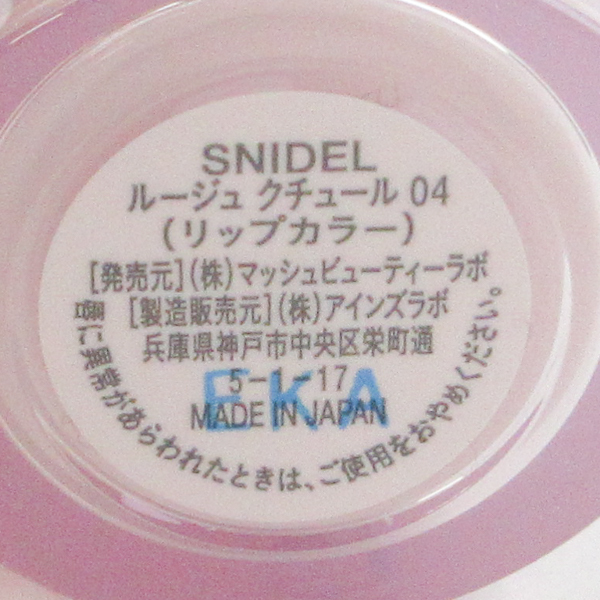 SNIDEL
ルージュ クチュール 04
(リップカラー)
[発売元](株)マッシュビューティーラボ
[製造販売元](株)アインズラボ
兵庫県神戸市中央区栄町通
5-1-17
EKA
MADE IN JAPAN
唇に異常があらわれたときは、ご使用をおやめください。